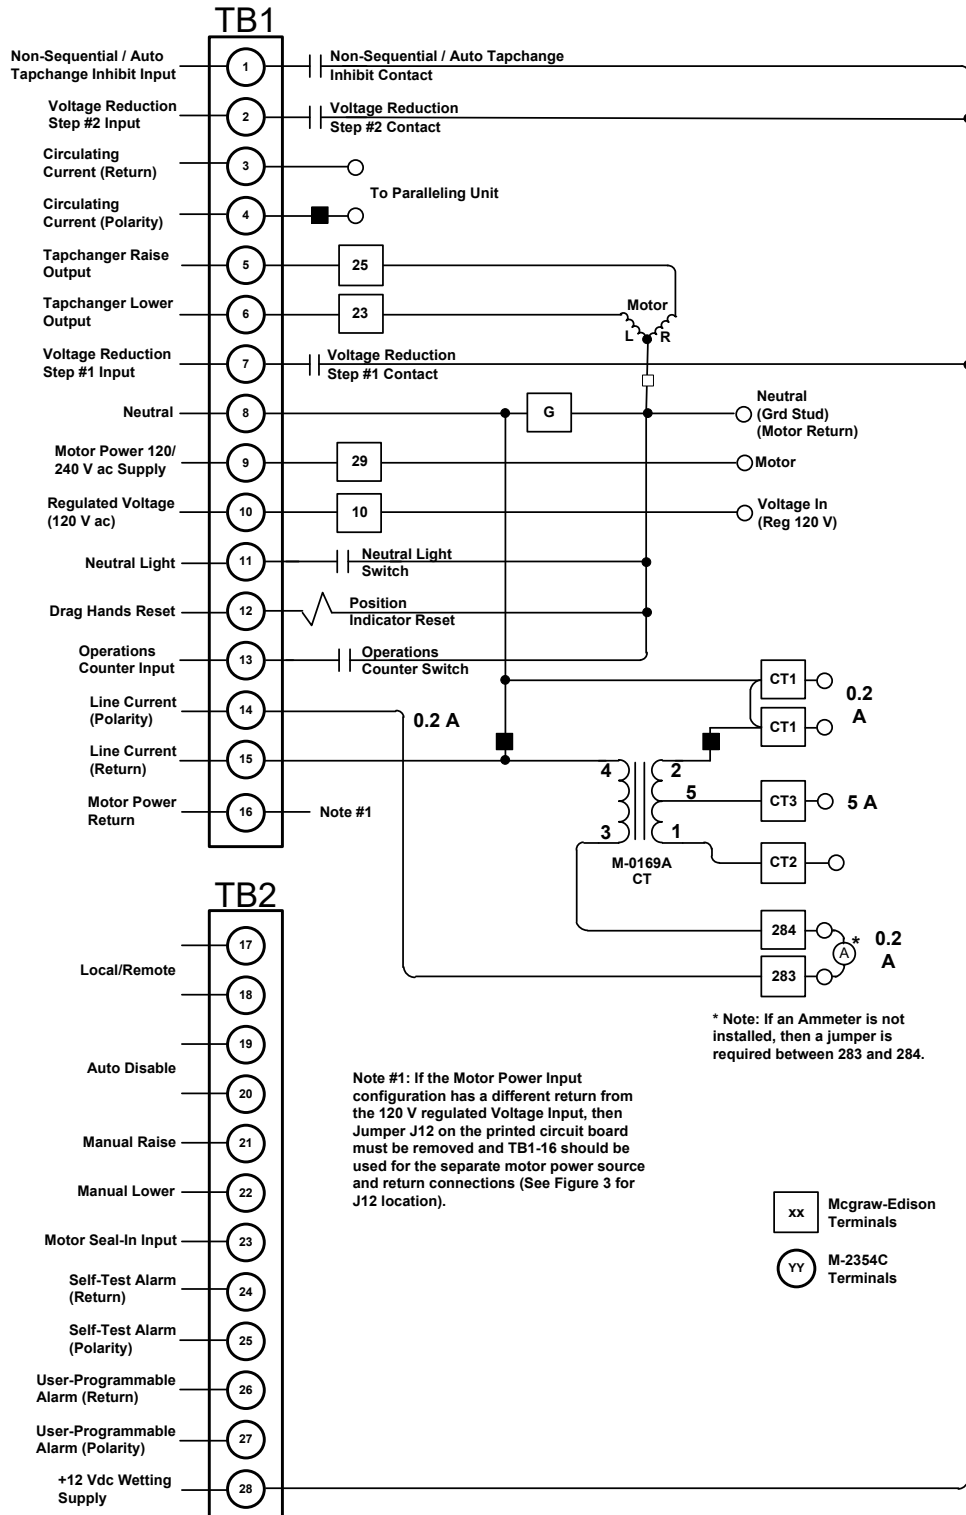 TB1
Non-Sequential / Auto
Tapchange Inhibit Input
1
Non-Sequential / Auto Tapchange
Inhibit Contact
Voltage Reduction
Step #2 Input
2
Voltage Reduction
Step #2 Contact
Circulating
Current (Return)
3
Circulating
Current (Polarity)
4
To Paralleling Unit
Tapchanger Raise
Output
5
25
Tapchanger Lower
Output
6
23
Motor
L
R
Voltage Reduction
Step #1 Input
7
Voltage Reduction
Step #1 Contact
Neutral
8
G
Neutral
(Grd Stud)
(Motor Return)
Motor Power 120/
240 V ac Supply
9
29
Motor
Regulated Voltage
(120 V ac)
10
10
Voltage In
(Reg 120 V)
Neutral Light
11
Neutral Light
Switch
Drag Hands Reset
12
Position
Indicator Reset
Operations
Counter Input
13
Operations
Counter Switch
Line Current
(Polarity)
14
0.2 A
CT1
CT1
0.2
A
Line Current
(Return)
15
4
2
5
3
1
M-0169A
CT
CT3
5 A
CT2
Motor Power
Return
16
Note #1
284
283
A
*
0.2
A
* Note: If an Ammeter is not
installed, then a jumper is
required between 283 and 284.
TB2
Local/Remote
17
18
Auto Disable
19
20
Manual Raise
21
Manual Lower
22
Motor Seal-In Input
23
Self-Test Alarm
(Return)
24
Self-Test Alarm
(Polarity)
25
User-Programmable
Alarm (Return)
26
User-Programmable
Alarm (Polarity)
27
+12 Vdc Wetting
Supply
28
Note #1: If the Motor Power Input
configuration has a different return from
the 120 V regulated Voltage Input, then
Jumper J12 on the printed circuit board
must be removed and TB1-16 should be
used for the separate motor power source
and return connections (See Figure 3 for
J12 location).
xx
Mcgraw-Edison
Terminals
YY
M-2354C
Terminals